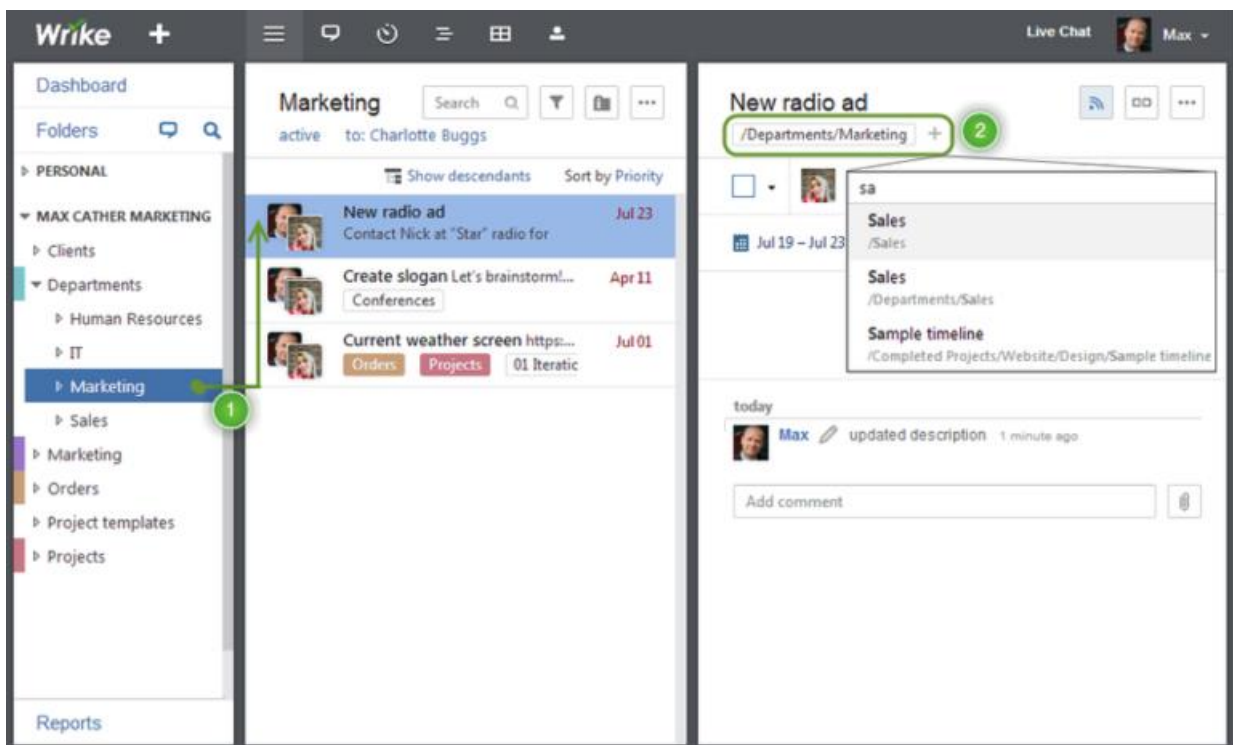 Wrike
Live Chat
Max
Dashboard
Folders
PERSONAL
MAX CATHER MARKETING
Clients
Departments
Human Resources
IT
Marketing
Sales
Marketing
Orders
Project templates
Projects
Reports
1
Marketing
Search
active to: Charlotte Buggs
Show descendants Sort by Priority
New radio ad Jul 23
Contact Nick at "Star" radio for
Create slogan Let's brainstorm!... Apr 11
Conferences
Current weather screen https:... Jul 01
Orders Projects 01 Iteratic
New radio ad
/Departments/Marketing + 2
sa
Sales
/Sales
Jul 19 – Jul 23
Sales
/Departments/Sales
Sample timeline
/Completed Projects/Website/Design/Sample timeline
today
Max updated description 1 minute ago
Add comment